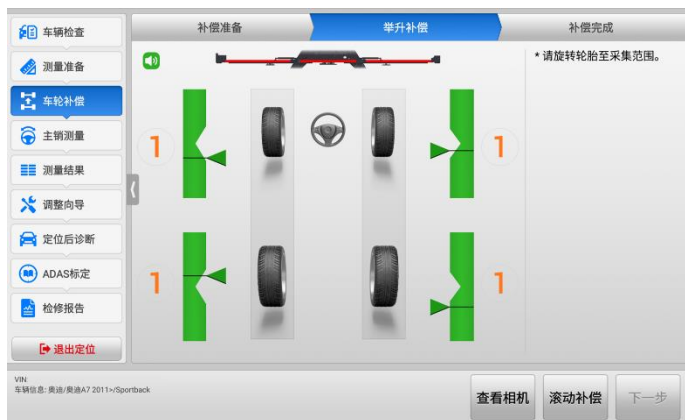 车辆检查
测量准备
车轮补偿
主销测量
测量结果
调整向导
定位后诊断
ADAS标定
检修报告
退出定位
补偿准备
举升补偿
补偿完成
* 请旋转轮胎至采集范围。
1
1
1
1
VIN:
车辆信息: 奥迪/奥迪A7 2011>/Sportback
查看相机
滚动补偿
下一步